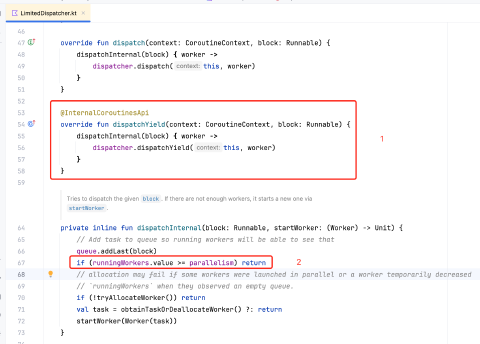 LimitedDispatcher.kt ×
46
47 override fun dispatch(context: CoroutineContext, block: Runnable) {
48 dispatchInternal(block) { worker ->
49 dispatcher.dispatch( context: this, worker)
50 }
51 }
52
53 @InternalCoroutinesApi
54 override fun dispatchYield(context: CoroutineContext, block: Runnable) {
55 dispatchInternal(block) { worker ->
56 dispatcher.dispatchYield( context: this, worker)
57 }
58 }
1
59
Tries to dispatch the given block. If there are not enough workers, it starts a new one via
startWorker.
64 private inline fun dispatchInternal(block: Runnable, startWorker: (Worker) -> Unit) {
65 // Add task to queue so running workers will be able to see that
66 queue.addLast(block)
67 if (runningWorkers.value >= parallelism) return
2
68 // allocation may fail if some workers were launched in parallel or a worker temporarily decreased
69 // `runningWorkers` when they observed an empty queue.
70 if (!tryAllocateWorker()) return
71 val task = obtainTaskOrDeallocateWorker() ?: return
72 startWorker(Worker(task))
73 }